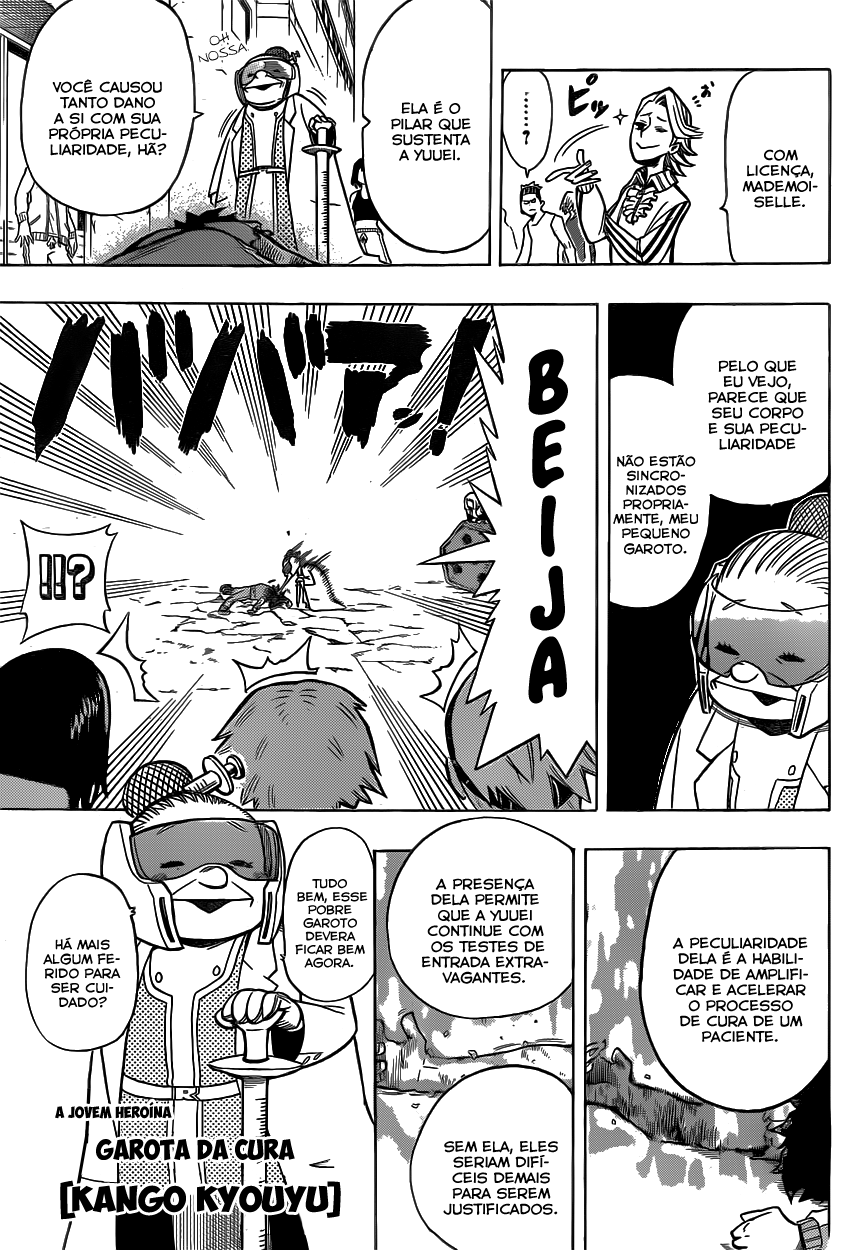 COM
LICENÇA,
MADEMOI-
SELLE.
ピッ
お
......?
ELA É O
PILAR QUE
SUSTENTA
A YUUEI.
OH
NOSSA.
VOCÊ CAUSOU
TANTO DANO
A SI COM SUA
PRÓPRIA PECU-
LIARIDADE, HÃ?
PELO QUE
EU VEJO,
PARECE QUE
SEU CORPO
E SUA PECU-
LIARIDADE
NÃO ESTÃO
SINCRO-
NIZADOS
PROPRIA-
MENTE, MEU
PEQUENO
GAROTO.
BEIJA
!!?
A PECULIARIDADE
DELA É A HABILI-
DADE DE AMPLIFI-
CAR E ACELERAR
O PROCESSO
DE CURA DE UM
PACIENTE.
A PRESENÇA
DELA PERMITE
QUE A YUUEI
CONTINUE COM
OS TESTES DE
ENTRADA EXTRA-
VAGANTES.
SEM ELA, ELES
SERIAM DIFÍ-
CEIS DEMAIS
PARA SEREM
JUSTIFICADOS.
TUDO
BEM, ESSE
POBRE
GAROTO
DEVERA
FICAR BEM
AGORA.
HÁ MAIS
ALGUM FE-
RIDO PARA
SER CUI-
DADO?
R
A JOVEM HEROÍNA
GAROTA DA CURA
[KANGO KYOUYU]